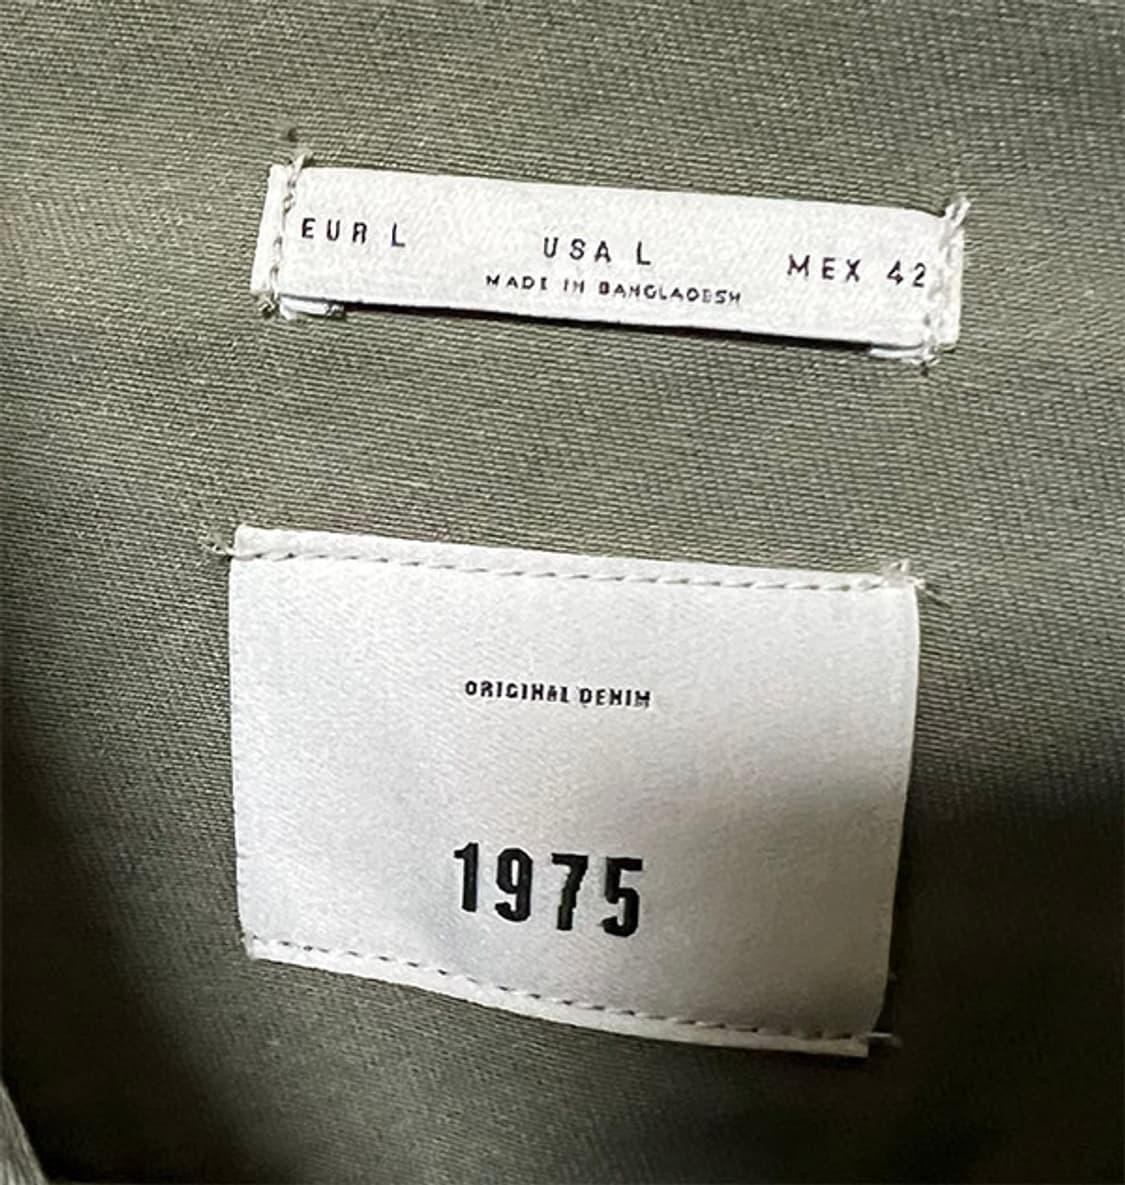 EUR L USA L MEX 42
MADE IN BANGLADESH
ORIGINAL DENIM
1975